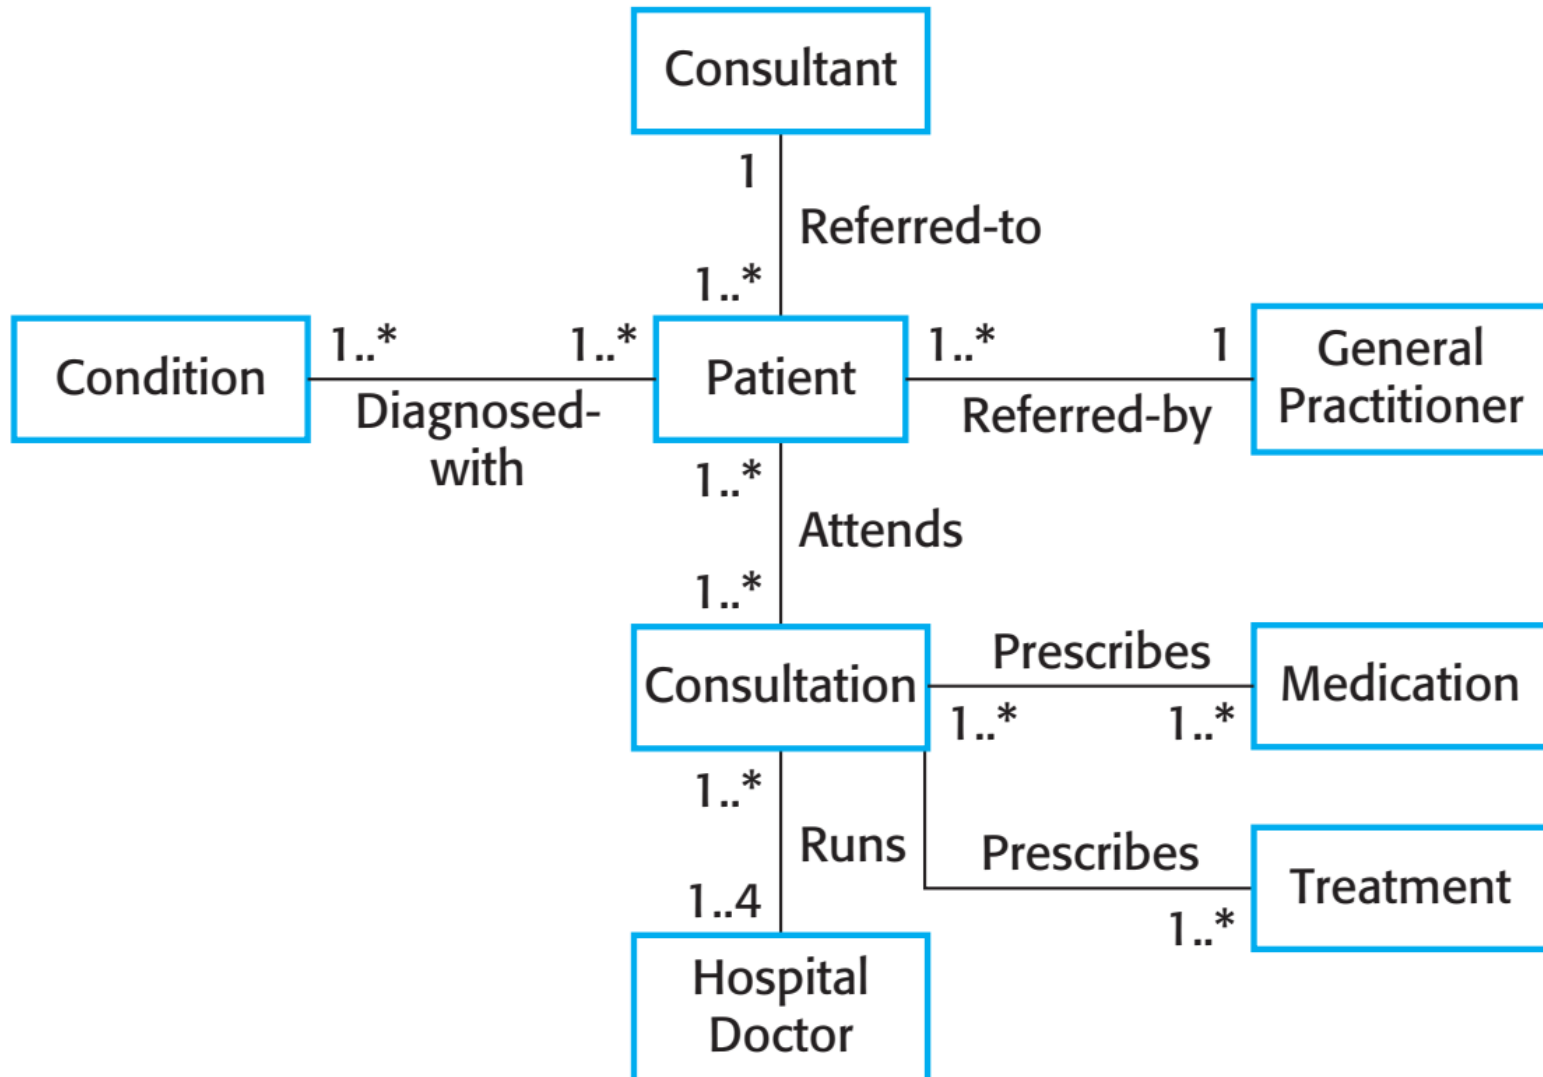 Consultant
1
Referred-to
1..*
Condition
1..*
Diagnosed-
with
1..*
Patient
1..*
Referred-by
1
General
Practitioner
1..*
Attends
1..*
Consultation
Prescribes
1..*
1..*
Medication
1..*
Runs
1..4
Prescribes
1..*
Treatment
Hospital
Doctor